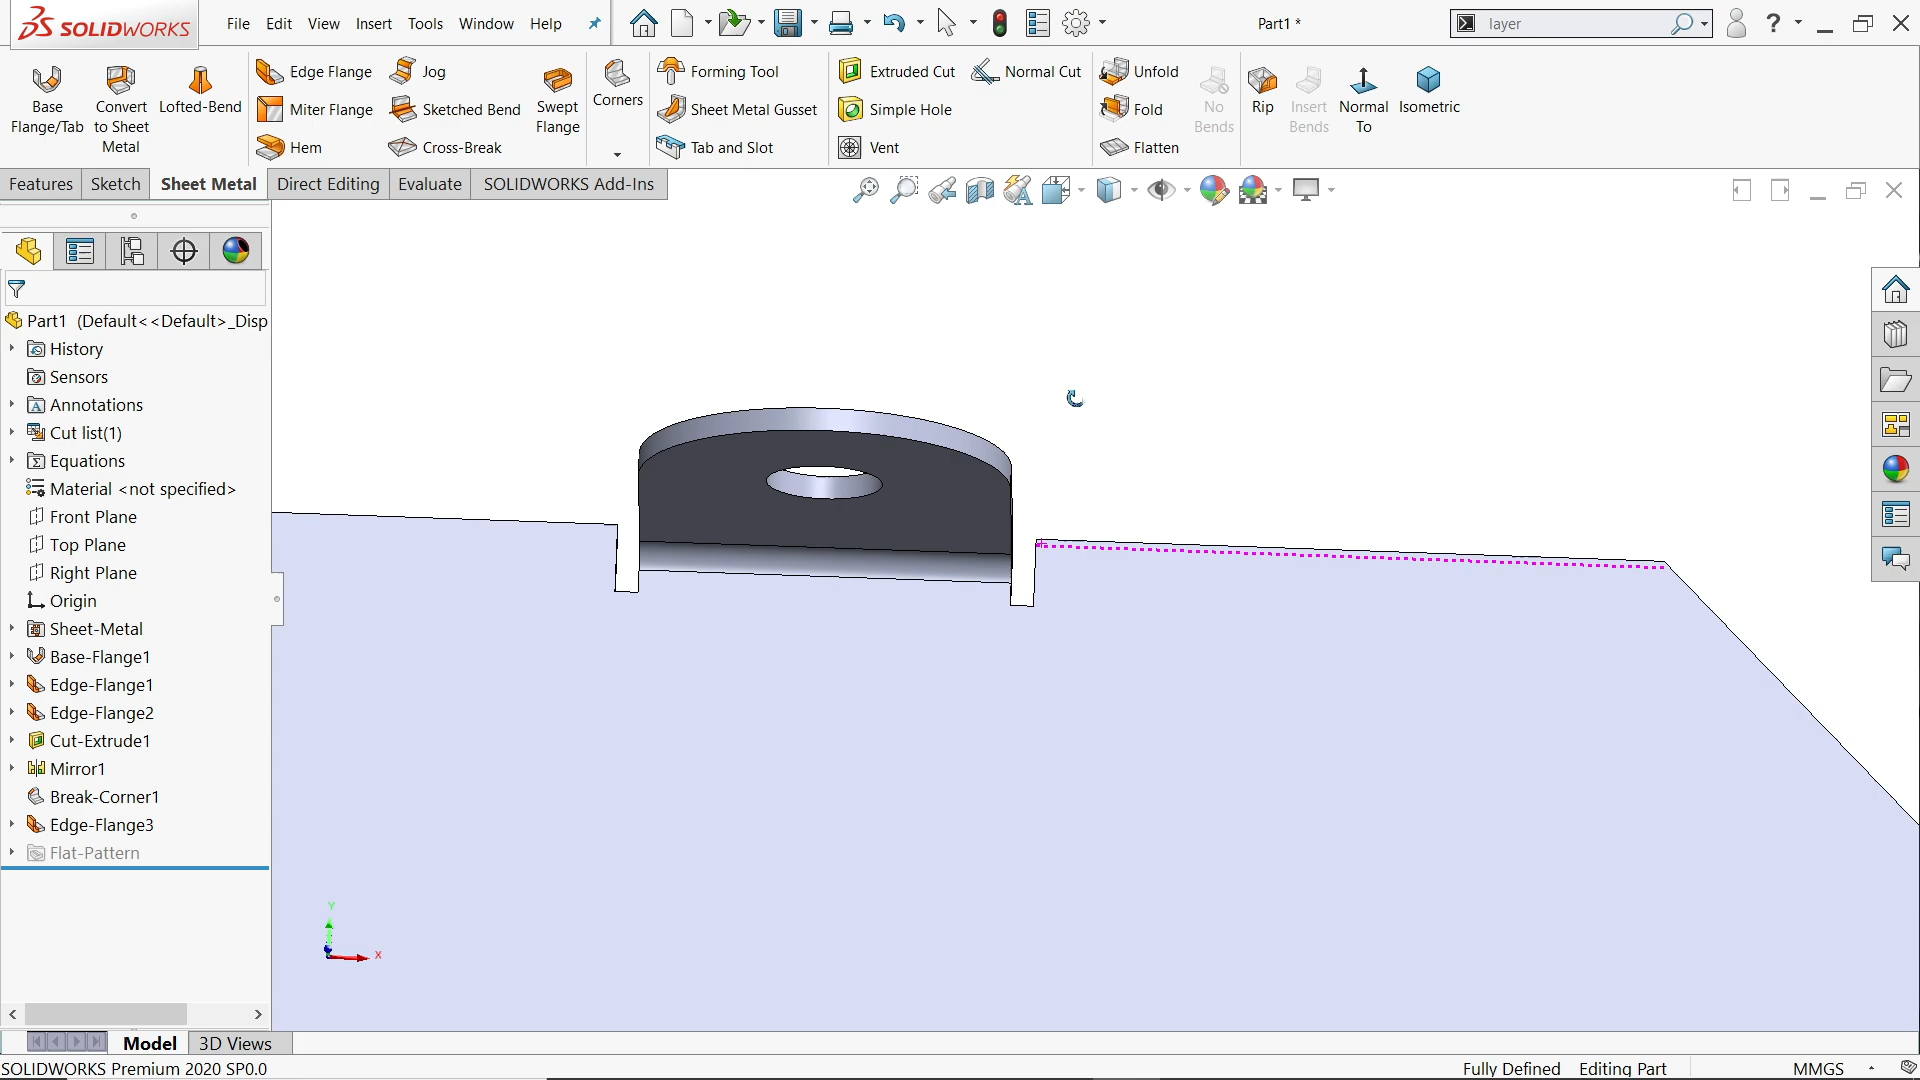 SOLIDWORKS
File Edit View Insert Tools Window Help
Part1 *
layer
?
Base Flange/Tab
Convert to Sheet Metal
Lofted-Bend
Edge Flange
Miter Flange
Hem
Jog
Sketched Bend
Cross-Break
Swept Flange
Corners
Forming Tool
Sheet Metal Gusset
Tab and Slot
Extruded Cut
Simple Hole
Vent
Normal Cut
Unfold
Fold
Flatten
No Bends
Rip
Insert Bends
Normal To
Isometric
Features Sketch Sheet Metal Direct Editing Evaluate SOLIDWORKS Add-Ins
Part1 (Default<<Default>_Disp
History
Sensors
Annotations
Cut list(1)
Equations
Material <not specified>
Front Plane
Top Plane
Right Plane
Origin
Sheet-Metal
Base-Flange1
Edge-Flange1
Edge-Flange2
Cut-Extrude1
Mirror1
Break-Corner1
Edge-Flange3
Flat-Pattern
Y
X
Model 3D Views
SOLIDWORKS Premium 2020 SP0.0
Fully Defined Editing Part MMGS